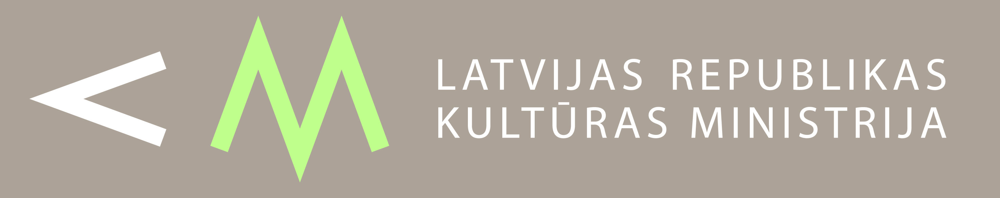 LATVIJAS REPUBLIKAS
KULTŪRAS MINISTRIJA